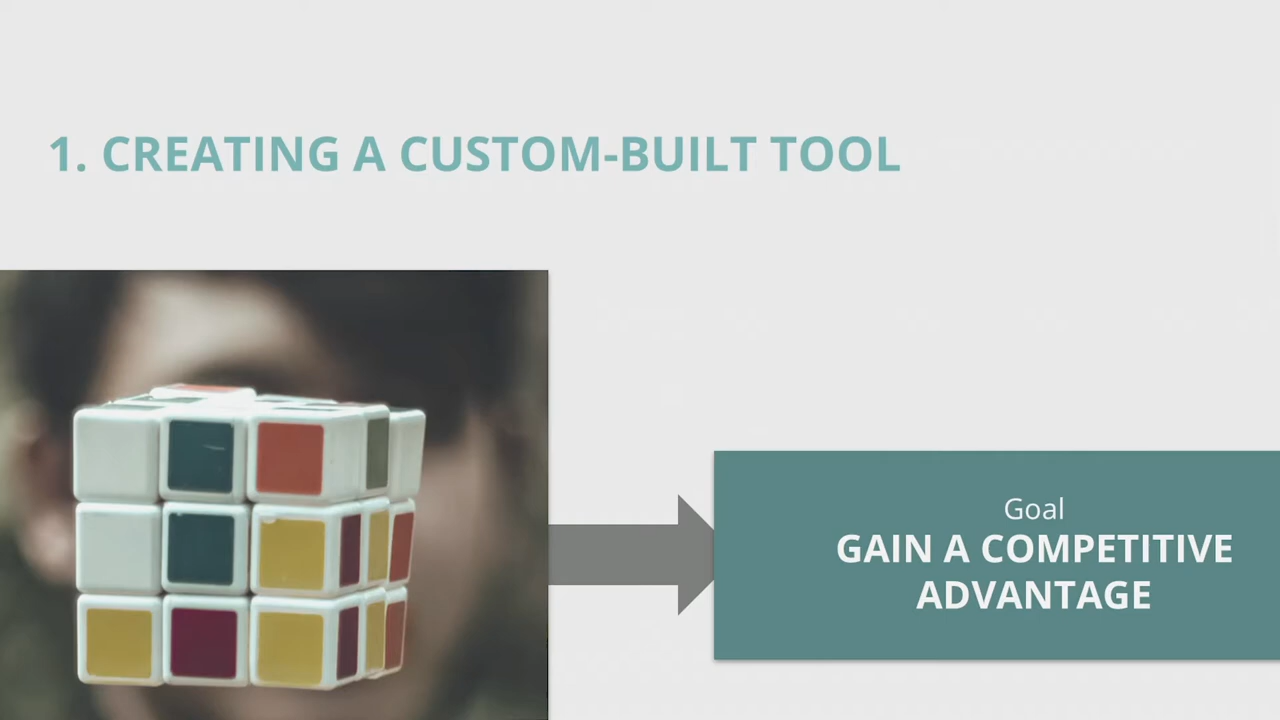 1. CREATING A CUSTOM-BUILT TOOL
Goal
GAIN A COMPETITIVE
ADVANTAGE